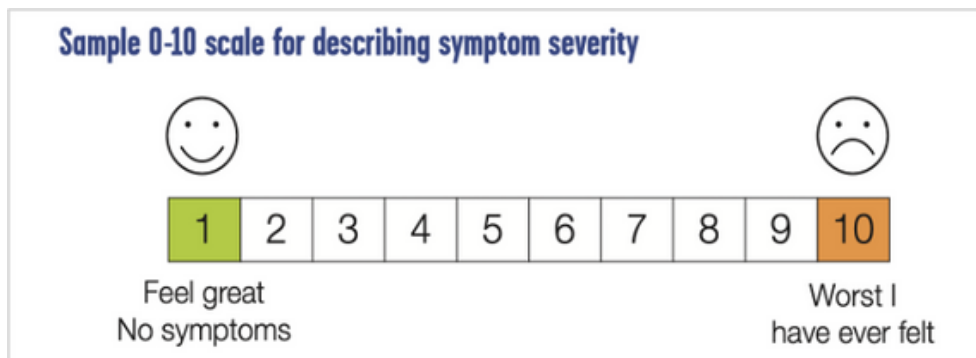 Sample 0-10 scale for describing symptom severity
1 2 3 4 5 6 7 8 9 10
Feel great
No symptoms
Worst I
have ever felt